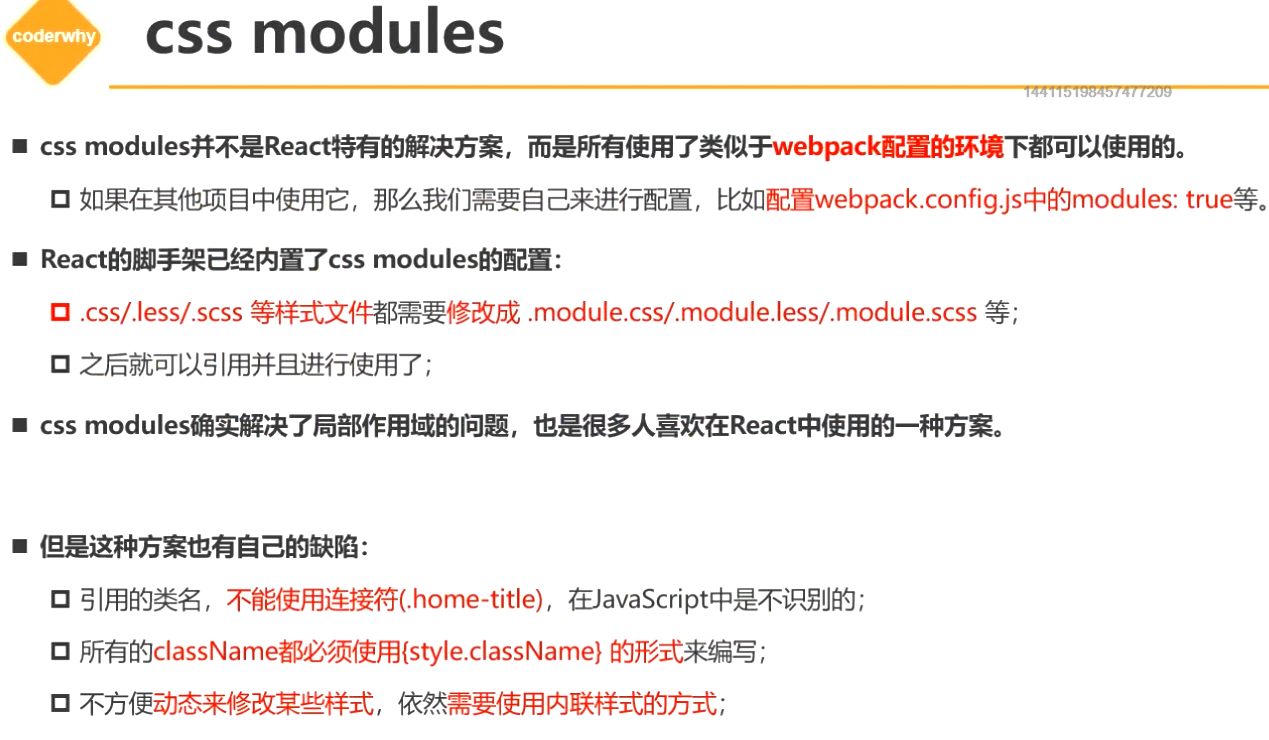 coderwhy
css modules
144115198457477209
■ css modules并不是React特有的解决方案，而是所有使用了类似于webpack配置的环境下都可以使用的。
如果在其他项目中使用它，那么我们需要自己来进行配置，比如配置webpack.config.js中的modules: true等。
■ React的脚手架已经内置了css modules的配置：
.css/.less/.scss 等样式文件都需要修改成 .module.css/.module.less/.module.scss 等；
之后就可以引用并且进行使用了；
■ css modules确实解决了局部作用域的问题，也是很多人喜欢在React中使用的一种方案。
■ 但是这种方案也有自己的缺陷：
引用的类名，不能使用连接符(.home-title)，在JavaScript中是不识别的；
所有的className都必须使用{style.className} 的形式来编写；
不方便动态来修改某些样式，依然需要使用内联样式的方式；